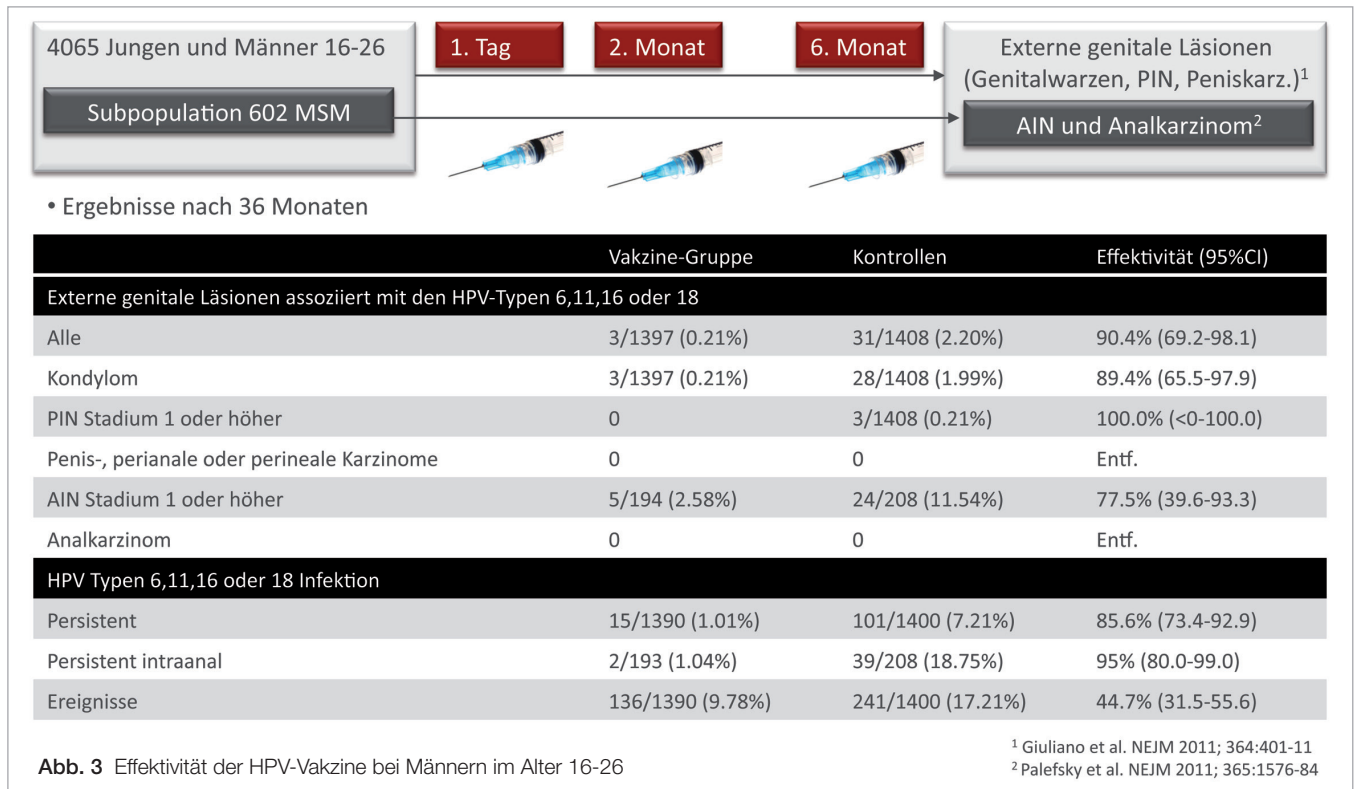 4065 Jungen und Männer 16-26
Subpopulation 602 MSM
1. Tag
2. Monat
6. Monat
Externe genitale Läsionen
(Genitalwarzen, PIN, Peniskarz.)¹
AIN und Analkarzinom²
• Ergebnisse nach 36 Monaten
Vakzine-Gruppe Kontrollen Effektivität (95%CI)
Externe genitale Läsionen assoziiert mit den HPV-Typen 6,11,16 oder 18
Alle 3/1397 (0.21%) 31/1408 (2.20%) 90.4% (69.2-98.1)
Kondylom 3/1397 (0.21%) 28/1408 (1.99%) 89.4% (65.5-97.9)
PIN Stadium 1 oder höher 0 3/1408 (0.21%) 100.0% (<0-100.0)
Penis-, perianale oder perineale Karzinome 0 0 Entf.
AIN Stadium 1 oder höher 5/194 (2.58%) 24/208 (11.54%) 77.5% (39.6-93.3)
Analkarzinom 0 0 Entf.
HPV Typen 6,11,16 oder 18 Infektion
Persistent 15/1390 (1.01%) 101/1400 (7.21%) 85.6% (73.4-92.9)
Persistent intraanal 2/193 (1.04%) 39/208 (18.75%) 95% (80.0-99.0)
Ereignisse 136/1390 (9.78%) 241/1400 (17.21%) 44.7% (31.5-55.6)
Abb. 3 Effektivität der HPV-Vakzine bei Männern im Alter 16-26
¹ Giuliano et al. NEJM 2011; 364:401-11
² Palefsky et al. NEJM 2011; 365:1576-84